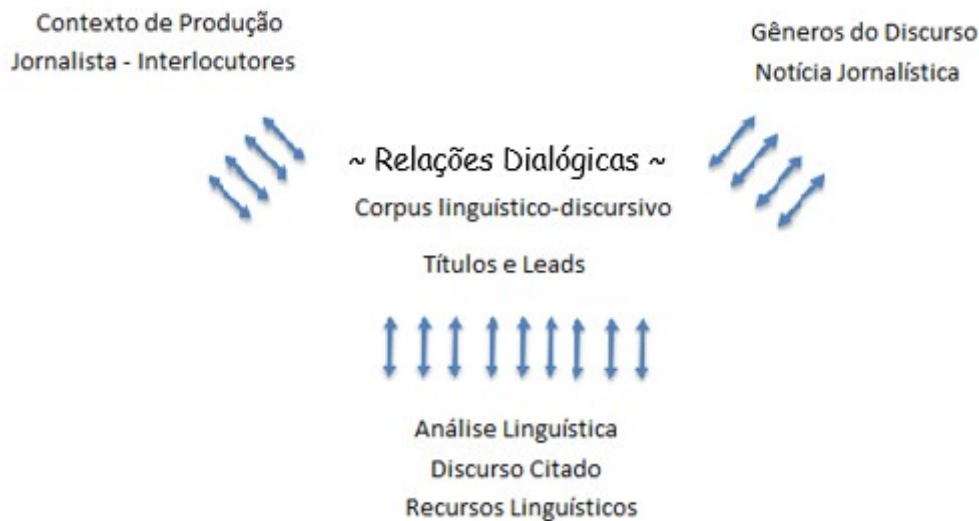 Contexto de Produção
Jornalista - Interlocutores
Gêneros do Discurso
Notícia Jornalística
~ Relações Dialógicas ~
Corpus linguístico-discursivo
Títulos e Leads
Análise Linguística
Discurso Citado
Recursos Linguísticos